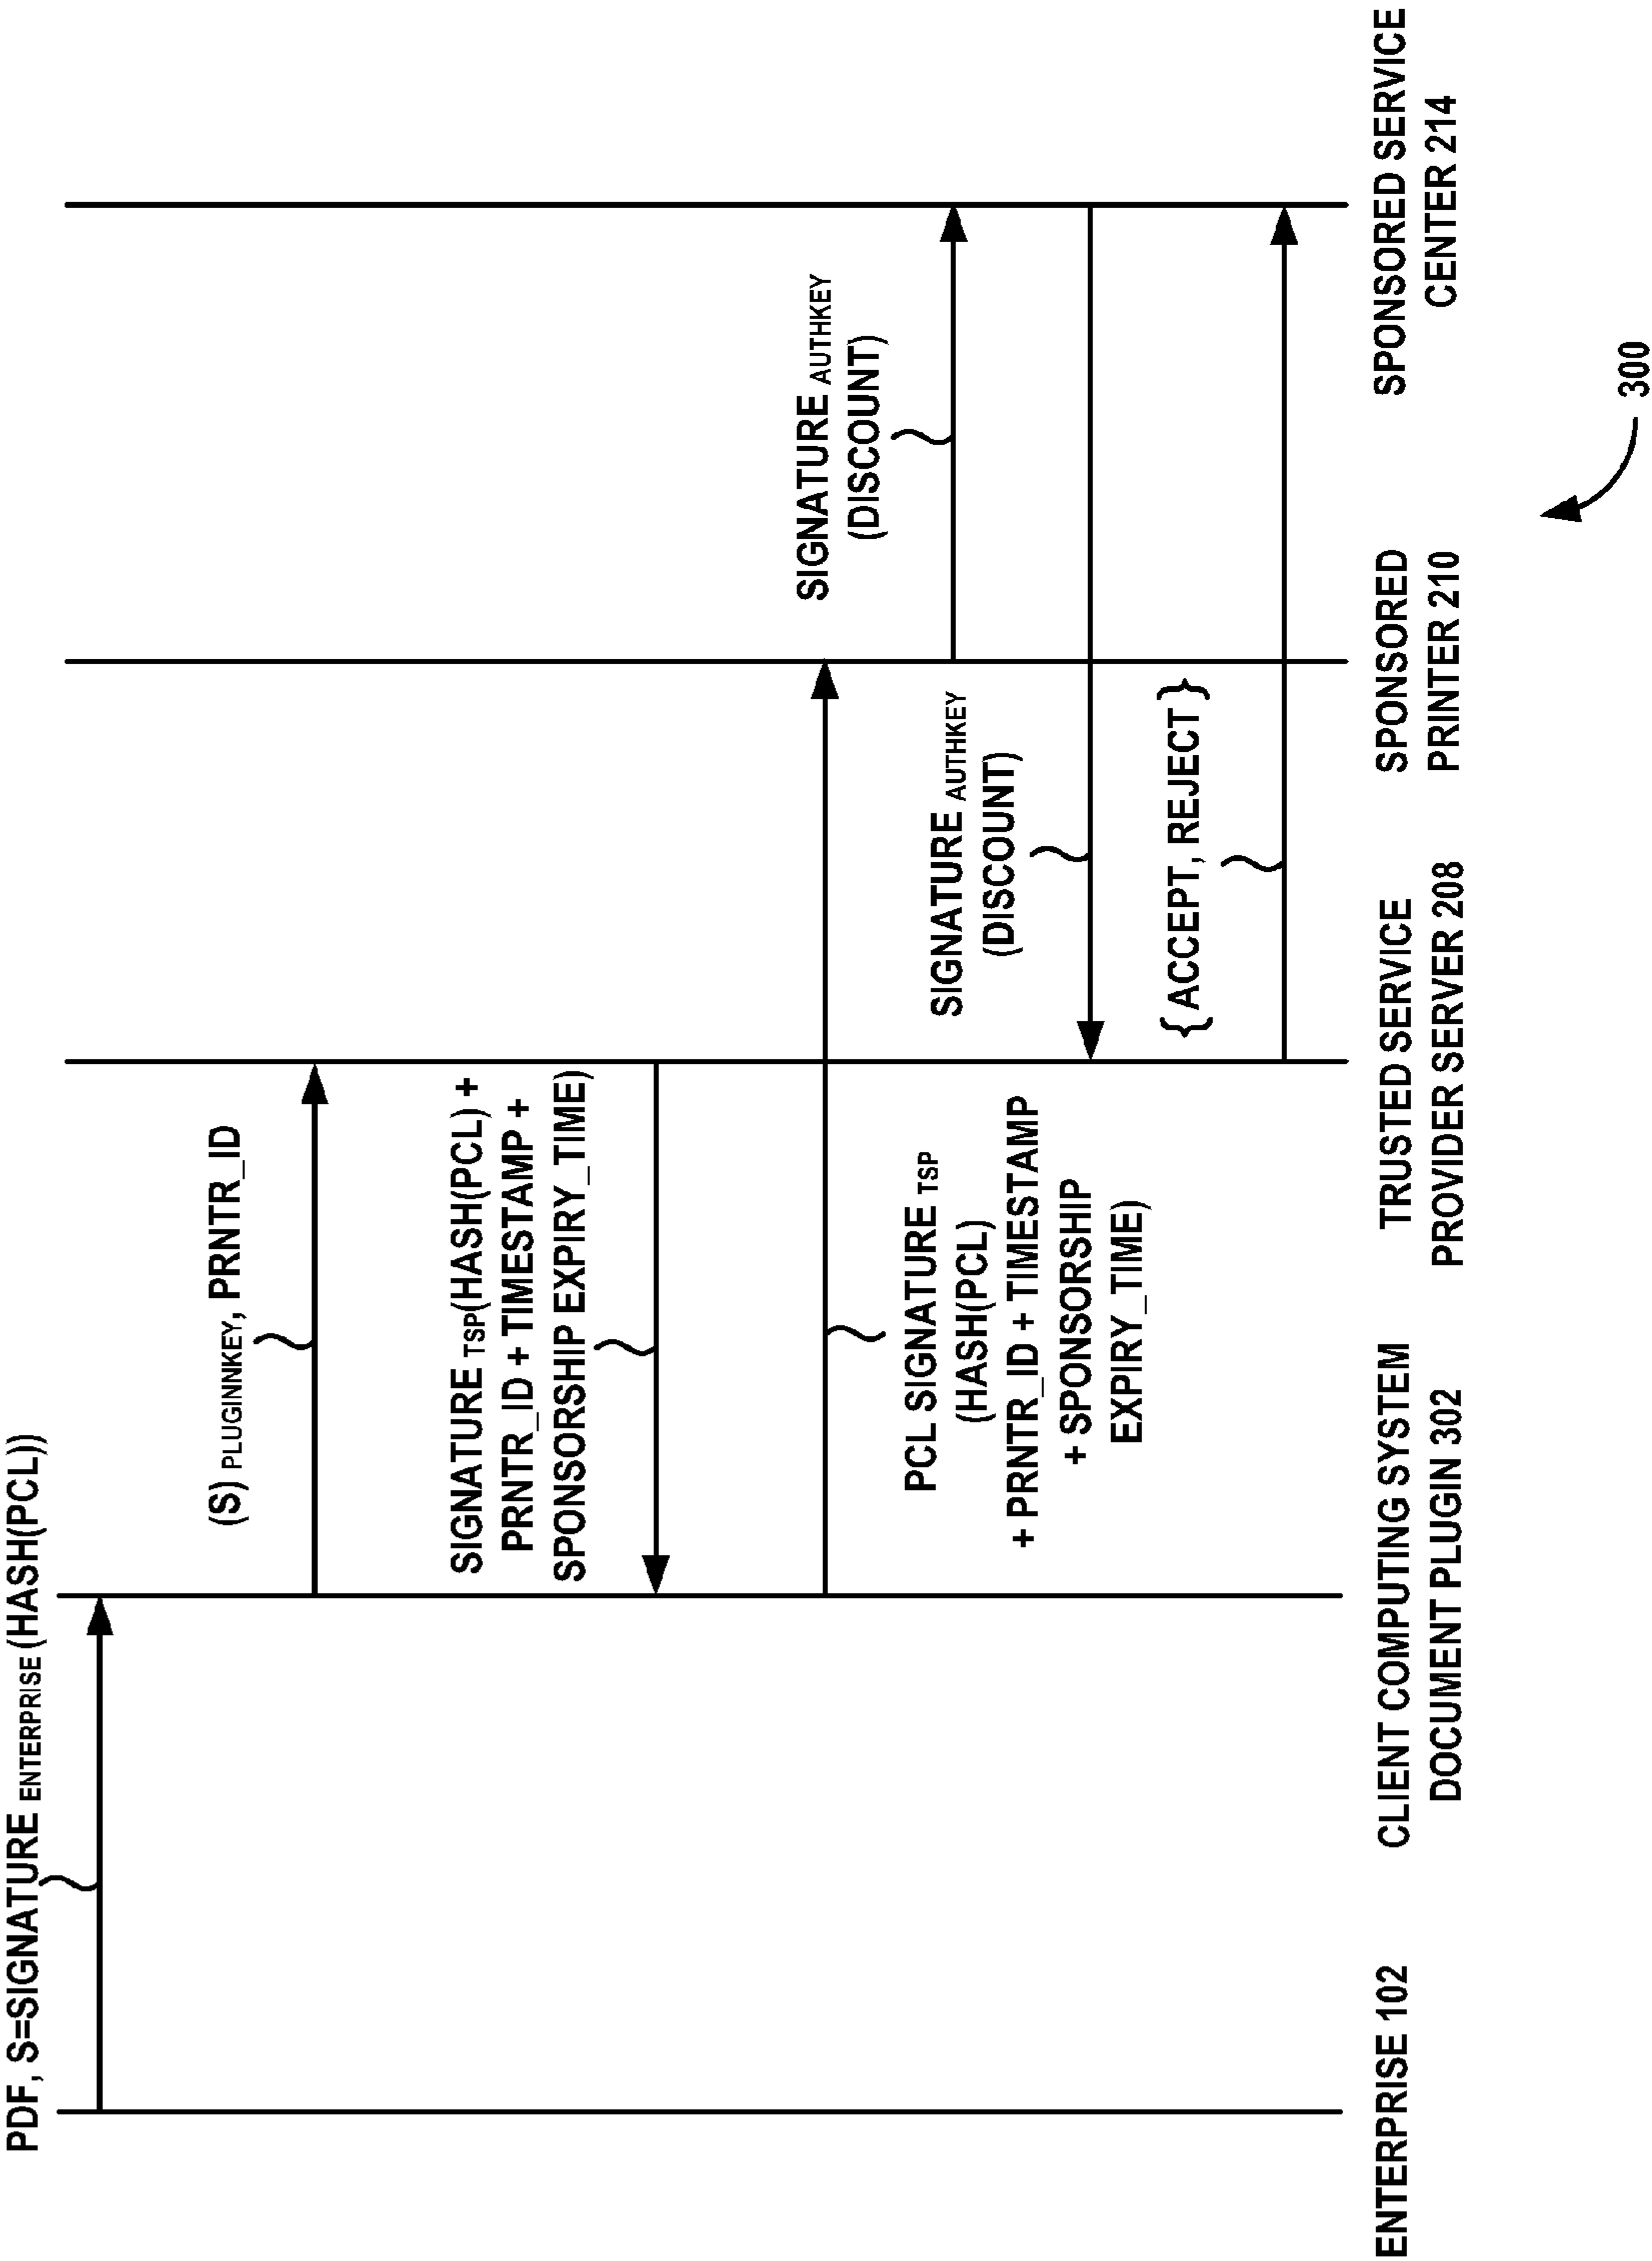 PDF, S=SIGNATURE ENTERPRISE (HASH(PCL))
(S) PLUGINNKEY, PRNTR_ID
SIGNATURE TSP(HASH(PCL) +
PRNTR_ID + TIMESTAMP +
SPONSORSHIP EXPIRY_TIME)
PCL SIGNATURE TSP
(HASH(PCL)
+ PRNTR_ID + TIMESTAMP
+ SPONSORSHIP
EXPIRY_TIME)
SIGNATURE AUTHKEY
(DISCOUNT)
SIGNATURE AUTHKEY
(DISCOUNT)
{ACCEPT, REJECT}
ENTERPRISE 102
CLIENT COMPUTING SYSTEM
DOCUMENT PLUGIN 302
TRUSTED SERVICE
PROVIDER SERVER 208
SPONSORED
PRINTER 210
SPONSORED SERVICE
CENTER 214
300